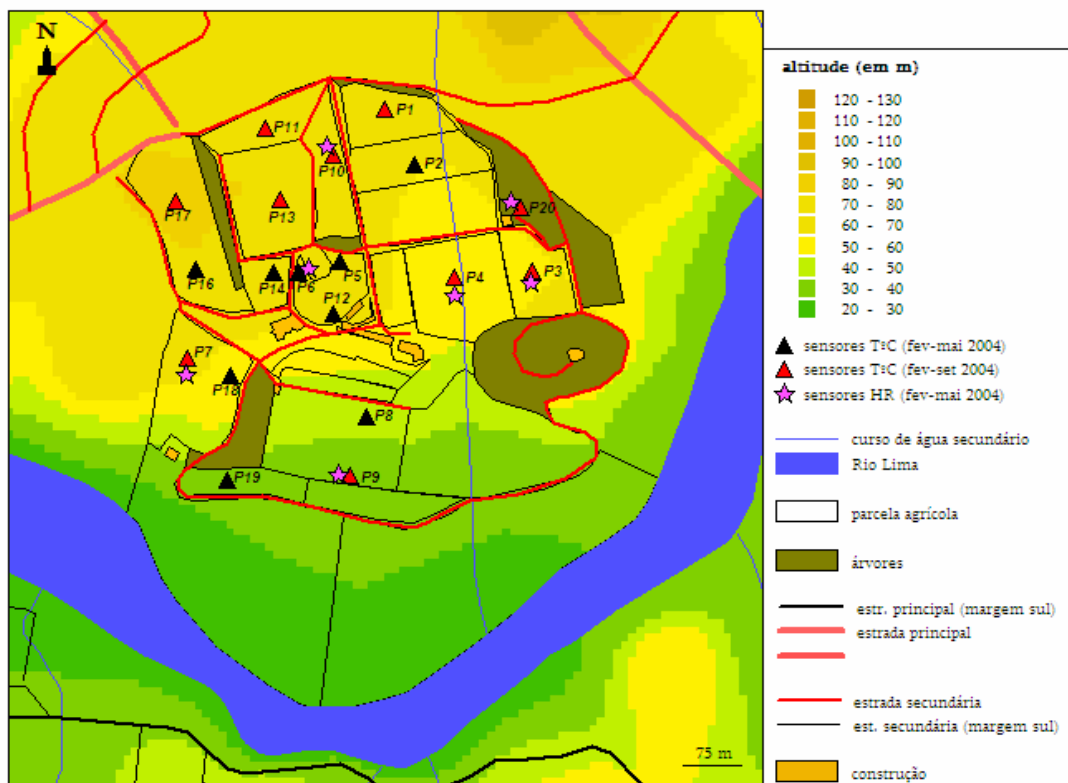 N
P1
P11
P10
P2
P17
P13
P20
P16
P14
P6
P5
P4
P3
P12
P7
P18
P8
P19
P9
75 m
altitude (em m)
120 - 130
110 - 120
100 - 110
90 - 100
80 - 90
70 - 80
60 - 70
50 - 60
40 - 50
30 - 40
20 - 30
sensores TºC (fev-mai 2004)
sensores TºC (fev-set 2004)
sensores HR (fev-mai 2004)
curso de água secundário
Rio Lima
parcela agrícola
árvores
estr. principal (margem sul)
estrada principal
estrada secundária
est. secundária (margem sul)
construção